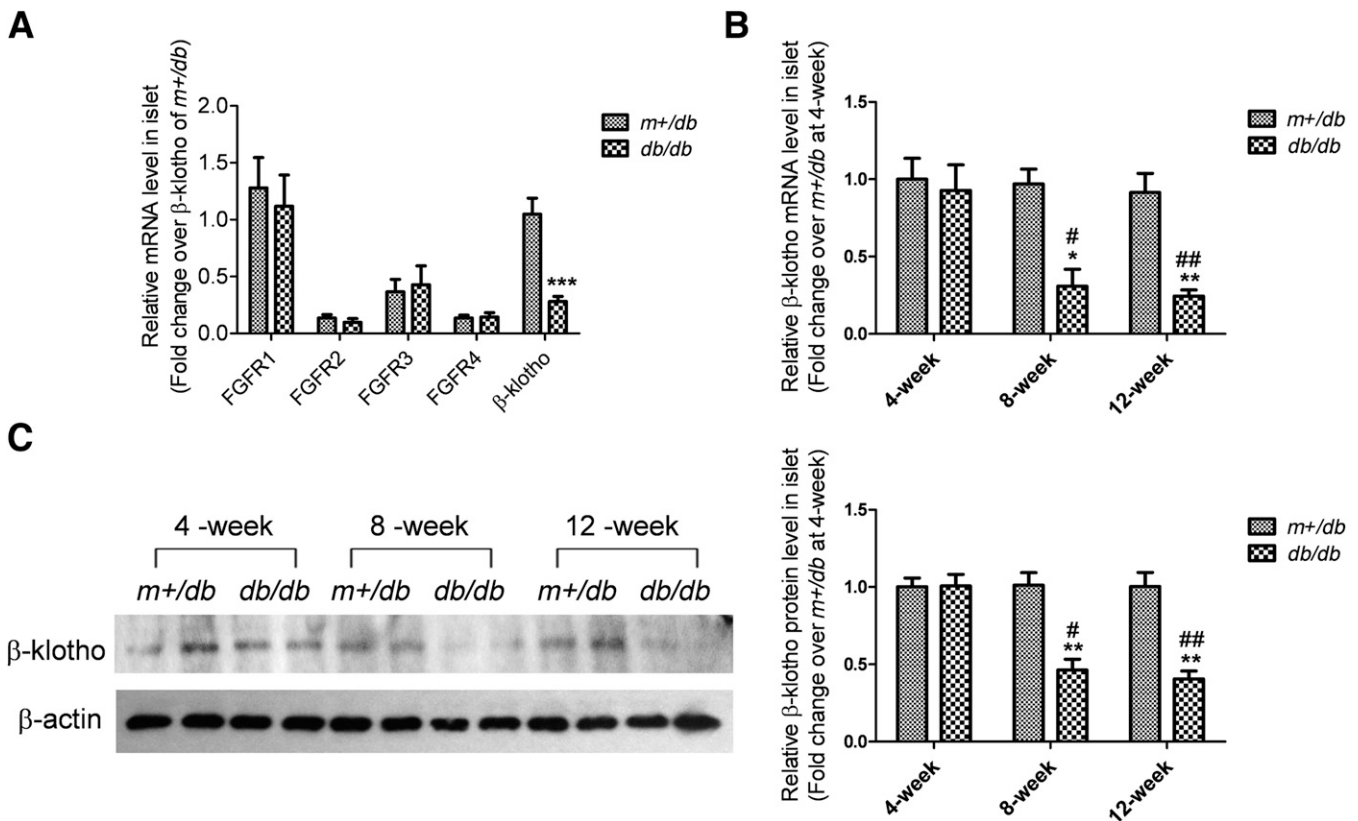 A
Relative mRNA level in islet
(Fold change over β-klotho of m+/db)
2.0
1.5
1.0
0.5
0.0
***
FGFR1
FGFR2
FGFR3
FGFR4
β-klotho
m+/db
db/db
B
Relative β-klotho mRNA level in islet
(Fold change over m+/db at 4-week)
1.5
1.0
0.5
0.0
#
*
##
**
4-week
8-week
12-week
m+/db
db/db
C
4 -week 8 -week 12 -week
m+/db db/db m+/db db/db m+/db db/db
β-klotho
β-actin
Relative β-klotho protein level in islet
(Fold change over m+/db at 4-week)
1.5
1.0
0.5
0.0
#
**
##
**
4-week
8-week
12-week
m+/db
db/db